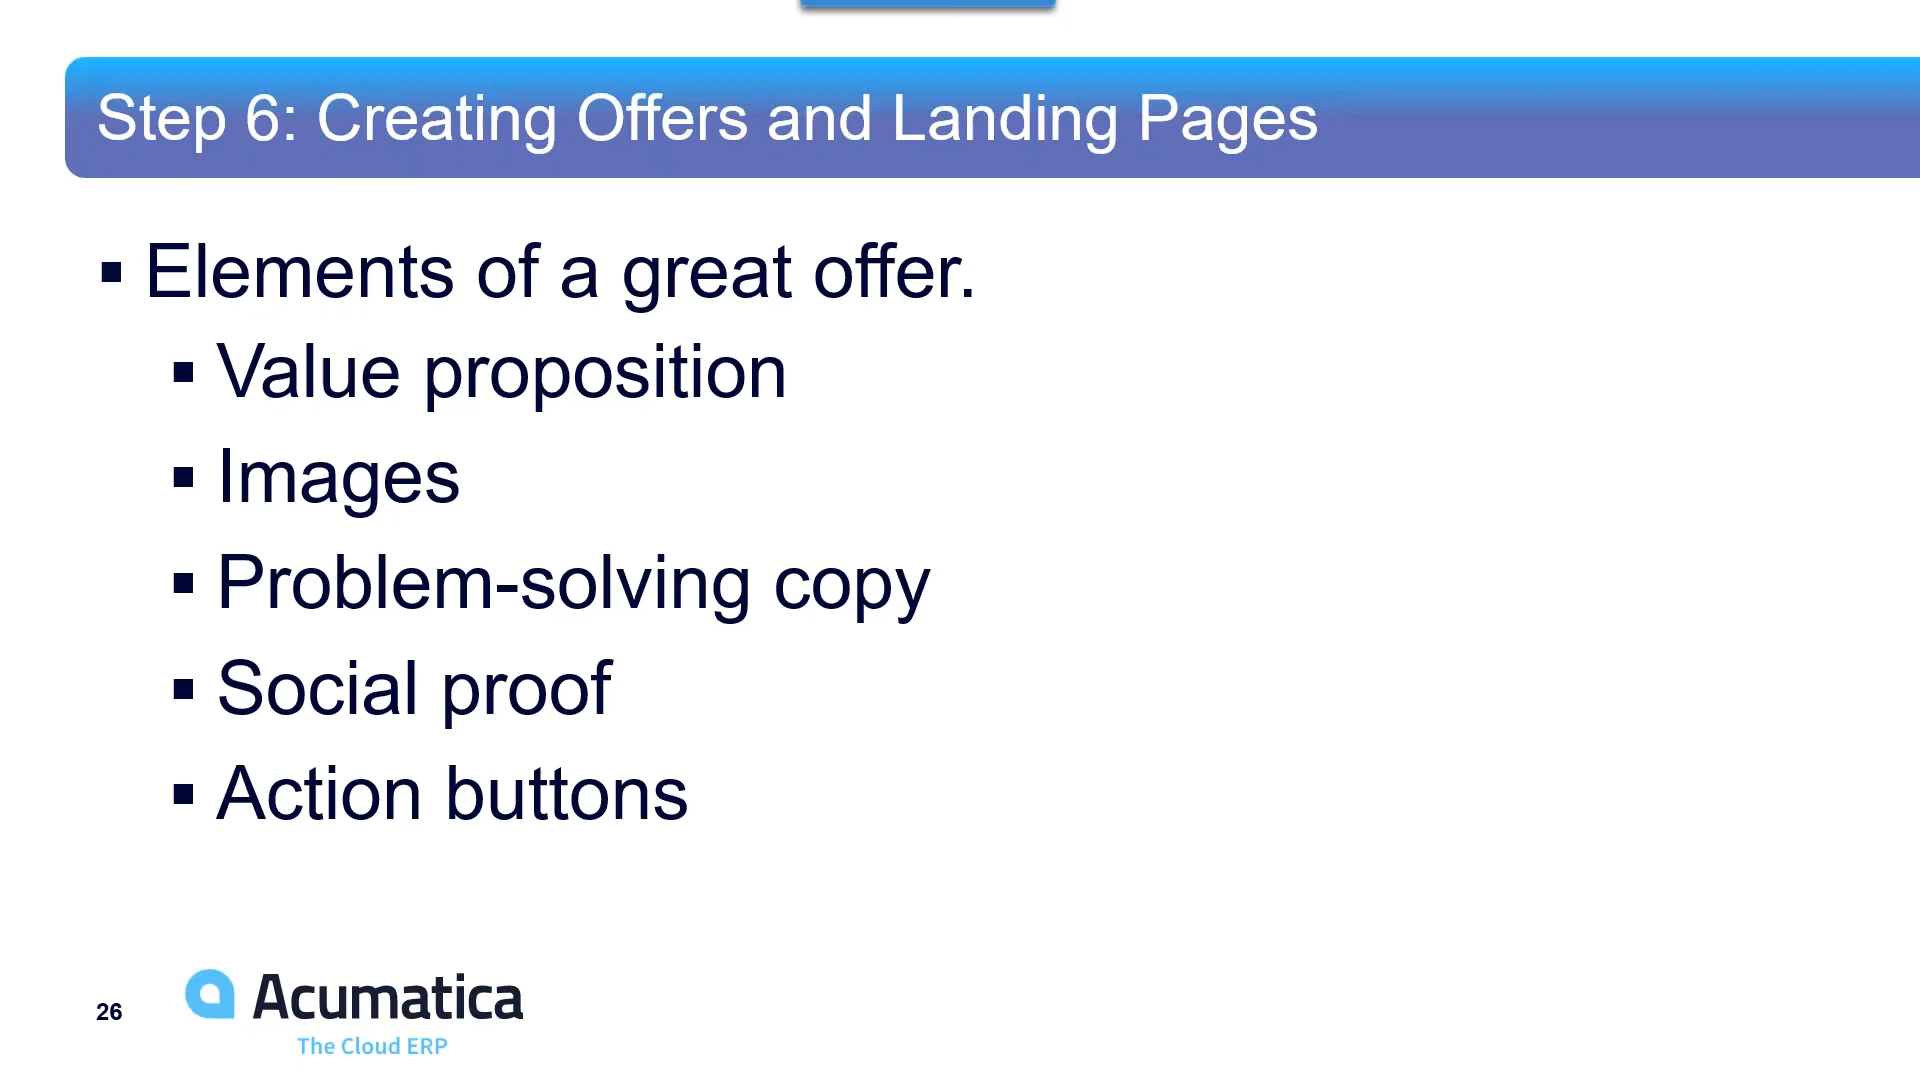 Step 6: Creating Offers and Landing Pages
▪ Elements of a great offer.
▪ Value proposition
▪ Images
▪ Problem-solving copy
▪ Social proof
▪ Action buttons
26
Acumatica
The Cloud ERP